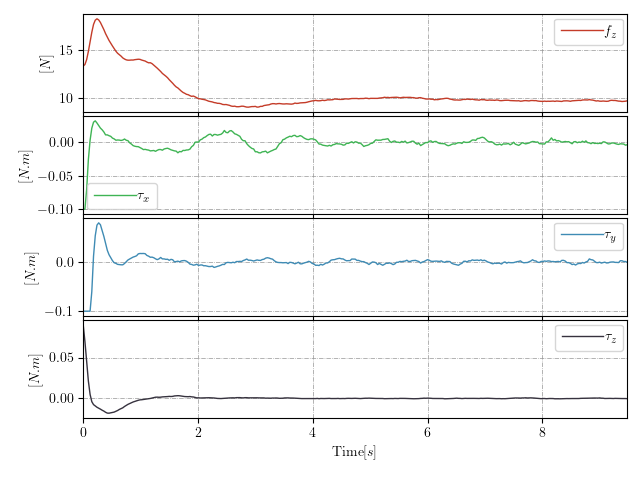 [N]
15
10
f_z
[N.m]
0.00
−0.05
−0.10
τ_x
[N.m]
0.0
−0.1
τ_y
[N.m]
0.05
0.00
τ_z
0 2 4 6 8
Time[s]